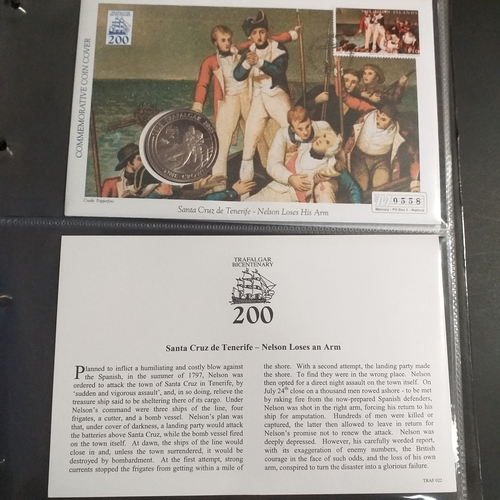 COMMEMORATIVE COIN COVER
TRAFALGAR
200
ONE CROWN
Santa Cruz de Tenerife - Nelson Loses His Arm
0558
TRAFALGAR
BICENTENARY
200
Santa Cruz de Tenerife – Nelson Loses an Arm
Planned to inflict a humiliating and costly blow against
the Spanish, in the summer of 1797, Nelson was
ordered to attack the town of Santa Cruz in Tenerife, by
'sudden and vigorous assault', and, in so doing, relieve the
treasure ship said to be sheltering there of its cargo. Under
Nelson's command were three ships of the line, four
frigates, a cutter, and a bomb vessel. Nelson's plan was
that, under cover of darkness, a landing party would attack
the batteries above Santa Cruz, while the bomb vessel fired
on the town itself. At dawn, the ships of the line would
close in and, unless the town surrendered, it would be
destroyed by bombardment. At the first attempt, strong
currents stopped the frigates from getting within a mile of
the shore. With a second attempt, the landing party made
the shore. To find they were in the wrong place. Nelson
then opted for a direct night assault on the town itself. On
July 24th close on a thousand men rowed ashore - to be met
by raking fire from the now-prepared Spanish defenders,
Nelson was shot in the right arm, forcing his return to his
ship for amputation. Hundreds of men were killed or
captured, the latter then allowed to leave in return for
Nelson's promise not to renew the attack. Nelson was
deeply depressed. However, his carefully worded report,
with its exaggeration of enemy numbers, the British
courage in the face of such odds, and the loss of his own
arm, conspired to turn the disaster into a glorious failure.
TRAF/022